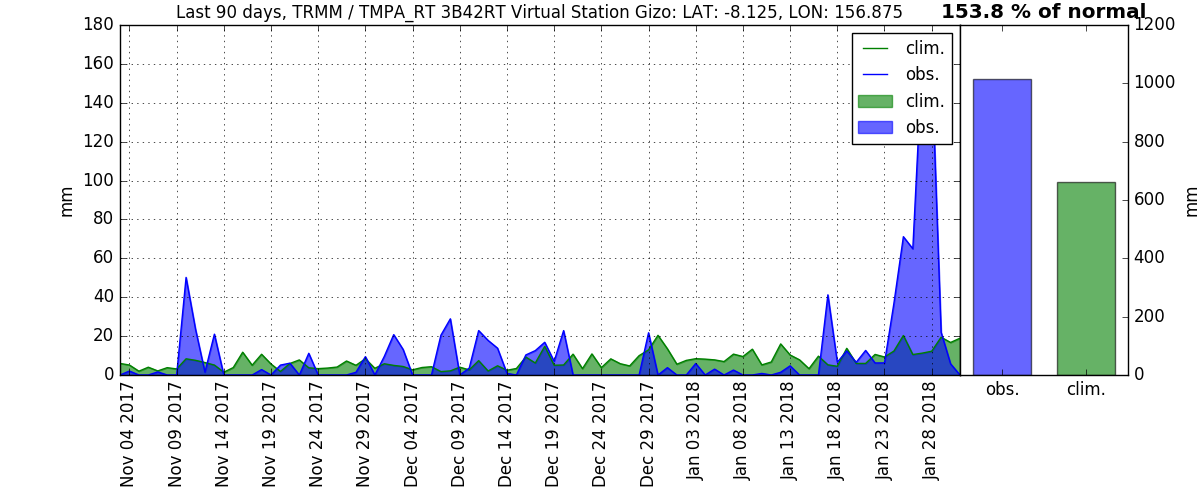 Last 90 days, TRMM / TMPA_RT 3B42RT Virtual Station Gizo: LAT: -8.125, LON: 156.875
153.8 % of normal
180
160
140
120
100
80
60
40
20
0
mm
clim.
obs.
clim.
obs.
1200
1000
800
600
400
200
0
mm
Nov 04 2017
Nov 09 2017
Nov 14 2017
Nov 19 2017
Nov 24 2017
Nov 29 2017
Dec 04 2017
Dec 09 2017
Dec 14 2017
Dec 19 2017
Dec 24 2017
Dec 29 2017
Jan 03 2018
Jan 08 2018
Jan 13 2018
Jan 18 2018
Jan 23 2018
Jan 28 2018
obs.
clim.